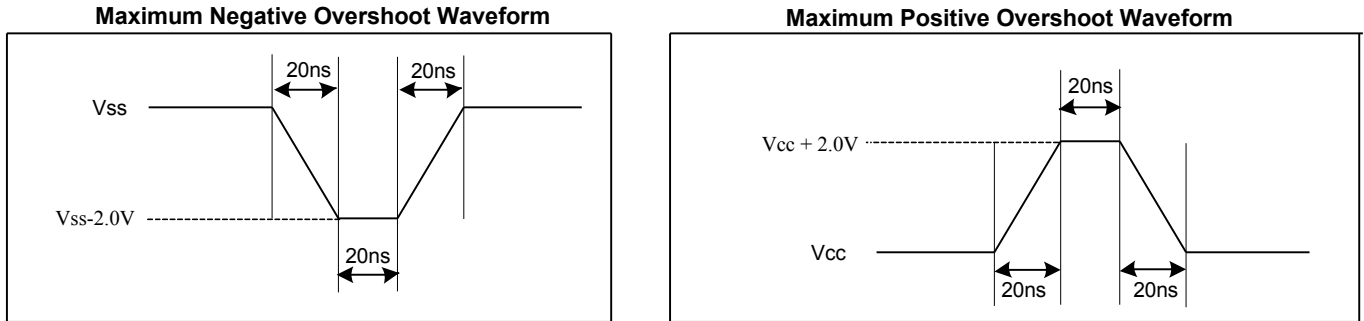 Maximum Negative Overshoot Waveform
20ns
20ns
Vss
Vss-2.0V
20ns
Maximum Positive Overshoot Waveform
20ns
Vcc + 2.0V
Vcc
20ns
20ns